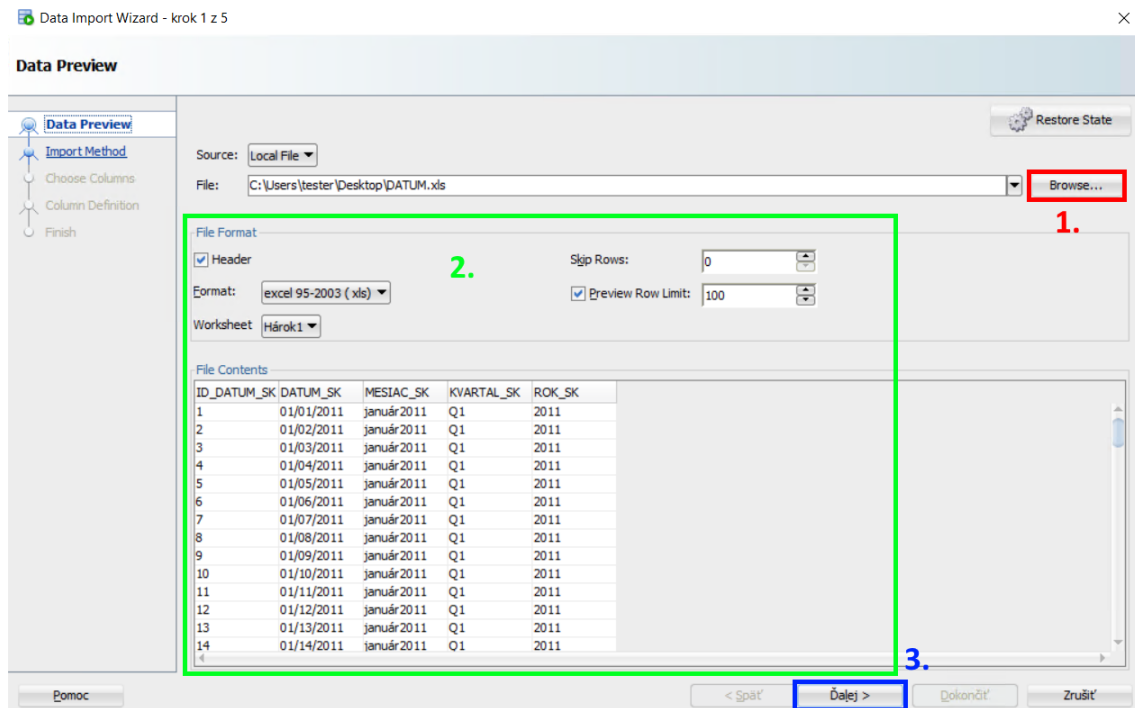 Data Import Wizard - krok 1 z 5
Data Preview
Data Preview
Import Method
Choose Columns
Column Definition
Finish
Restore State
Source: Local File
File: C:\Users\tester\Desktop\DATUM.xls Browse...
1.
File Format
Header Skip Rows: 0
2.
Format: excel 95-2003 ( xls) Preview Row Limit: 100
Worksheet Hárok1
File Contents
ID_DATUM_SK DATUM_SK MESIAC_SK KVARTAL_SK ROK_SK
1 01/01/2011 január2011 Q1 2011
2 01/02/2011 január2011 Q1 2011
3 01/03/2011 január2011 Q1 2011
4 01/04/2011 január2011 Q1 2011
5 01/05/2011 január2011 Q1 2011
6 01/06/2011 január2011 Q1 2011
7 01/07/2011 január2011 Q1 2011
8 01/08/2011 január2011 Q1 2011
9 01/09/2011 január2011 Q1 2011
10 01/10/2011 január2011 Q1 2011
11 01/11/2011 január2011 Q1 2011
12 01/12/2011 január2011 Q1 2011
13 01/13/2011 január2011 Q1 2011
14 01/14/2011 január2011 Q1 2011
3.
Pomoc < Späť Ďalej > Dokončiť Zrušiť